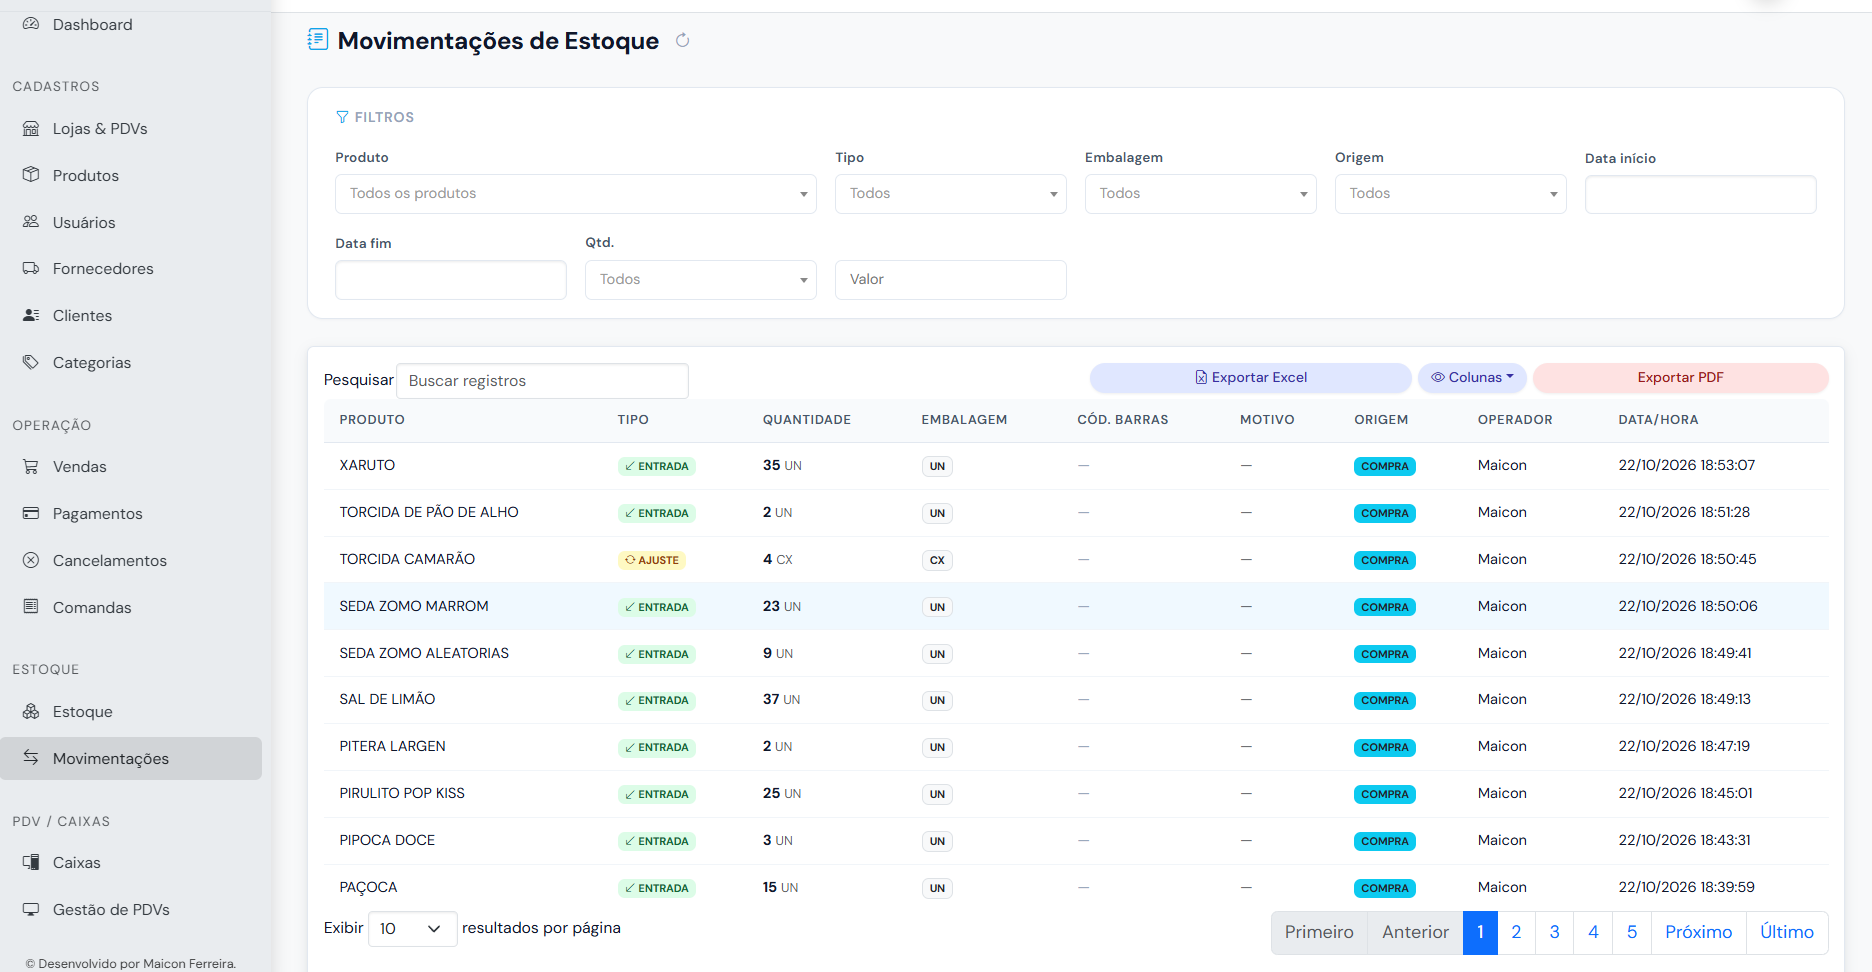 Dashboard
CADASTROS
Lojas & PDVs
Produtos
Usuários
Fornecedores
Clientes
Categorias
OPERAÇÃO
Vendas
Pagamentos
Cancelamentos
Comandas
ESTOQUE
Estoque
Movimentações
PDV / CAIXAS
Caixas
Gestão de PDVs
© Desenvolvido por Maicon Ferreira.
Movimentações de Estoque
FILTROS
Produto Tipo Embalagem Origem Data início
Todos os produtos Todos Todos Todos
Data fim Qtd.
Todos Valor
Pesquisar Buscar registros Exportar Excel Colunas Exportar PDF
PRODUTO TIPO QUANTIDADE EMBALAGEM CÓD. BARRAS MOTIVO ORIGEM OPERADOR DATA/HORA
XARUTO ENTRADA 35 UN UN — — COMPRA Maicon 22/10/2026 18:53:07
TORCIDA DE PÃO DE ALHO ENTRADA 2 UN UN — — COMPRA Maicon 22/10/2026 18:51:28
TORCIDA CAMARÃO AJUSTE 4 CX CX — — COMPRA Maicon 22/10/2026 18:50:45
SEDA ZOMO MARROM ENTRADA 23 UN UN — — COMPRA Maicon 22/10/2026 18:50:06
SEDA ZOMO ALEATORIAS ENTRADA 9 UN UN — — COMPRA Maicon 22/10/2026 18:49:41
SAL DE LIMÃO ENTRADA 37 UN UN — — COMPRA Maicon 22/10/2026 18:49:13
PITERA LARGEN ENTRADA 2 UN UN — — COMPRA Maicon 22/10/2026 18:47:19
PIRULITO POP KISS ENTRADA 25 UN UN — — COMPRA Maicon 22/10/2026 18:45:01
PIPOCA DOCE ENTRADA 3 UN UN — — COMPRA Maicon 22/10/2026 18:43:31
PAÇOCA ENTRADA 15 UN UN — — COMPRA Maicon 22/10/2026 18:39:59
Exibir 10 resultados por página Primeiro Anterior 1 2 3 4 5 Próximo Último